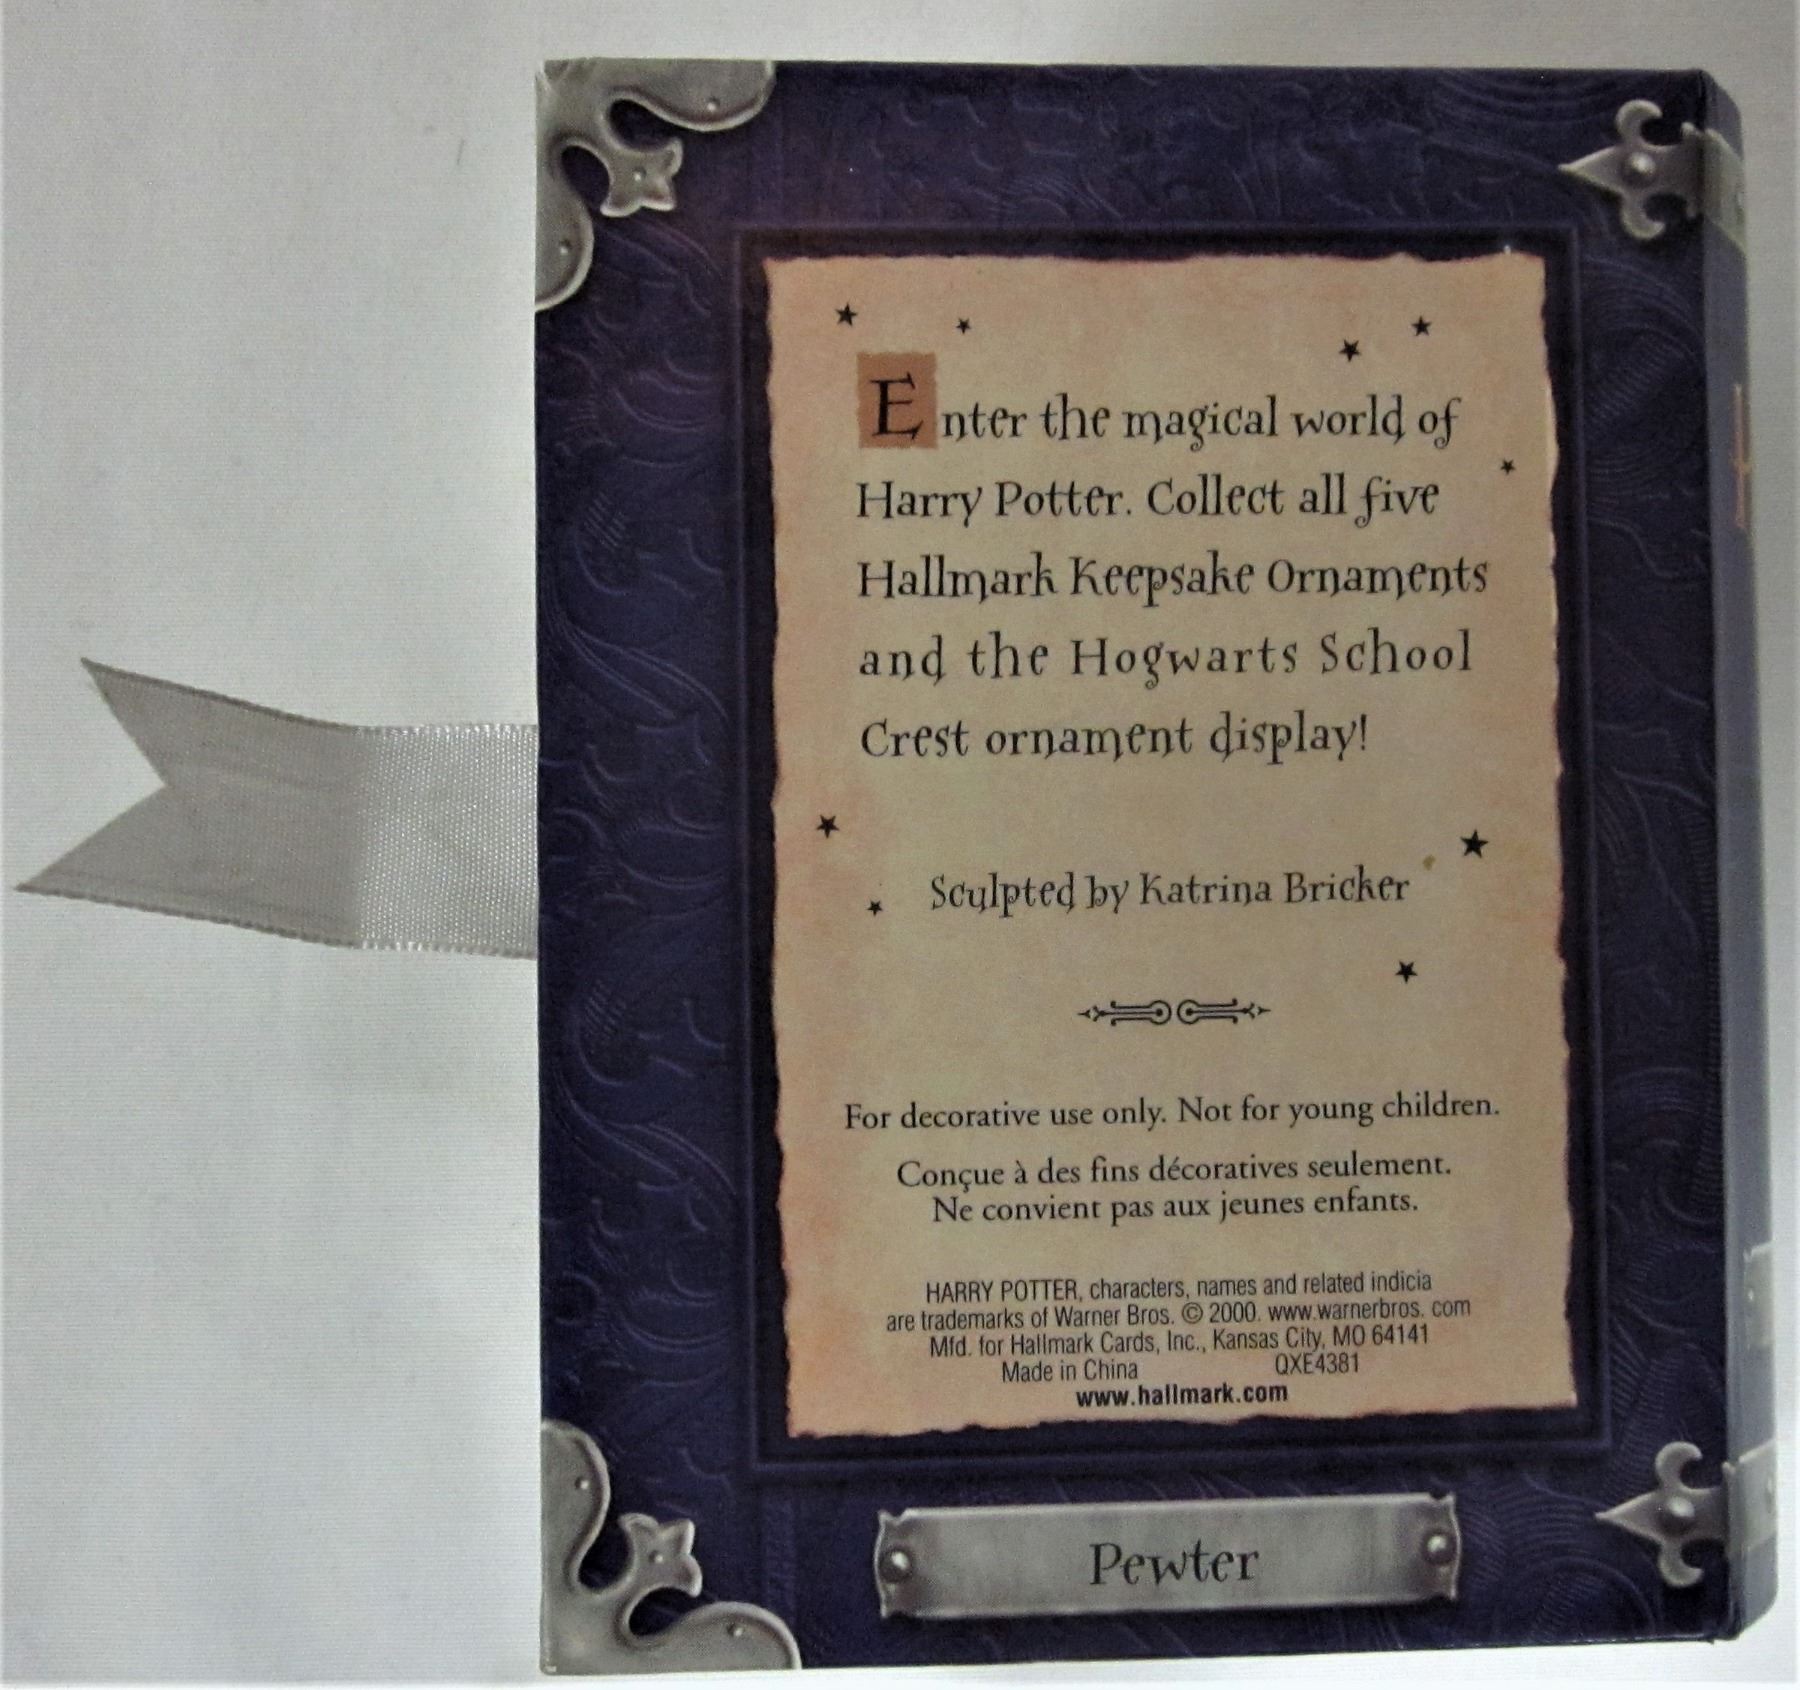 Enter the magical world of
Harry Potter. Collect all five
Hallmark Keepsake Ornaments
and the Hogwarts School
Crest ornament display!
Sculpted by Katrina Bricker
For decorative use only. Not for young children.
Conçue à des fins décoratives seulement.
Ne convient pas aux jeunes enfants.
HARRY POTTER, characters, names and related indicia
are trademarks of Warner Bros. © 2000. www.warnerbros. com
Mfd. for Hallmark Cards, Inc., Kansas City, MO 64141
Made in China QXE4381
www.hallmark.com
Pewter